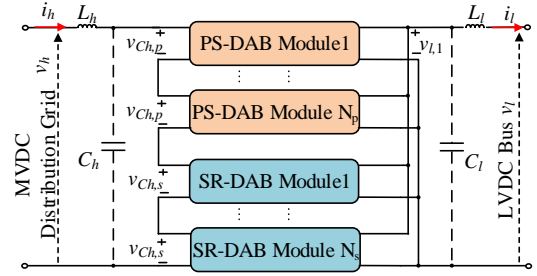 i_h L_h
v_Ch,p + −
PS-DAB Module1
+ − v_l,1
L_l i_l
v_h
v_Ch,p + −
PS-DAB Module N_p
MVDC
Distribution Grid
C_h
v_Ch,s + −
SR-DAB Module1
C_l
LVDC Bus v_l
v_Ch,s + −
SR-DAB Module N_s